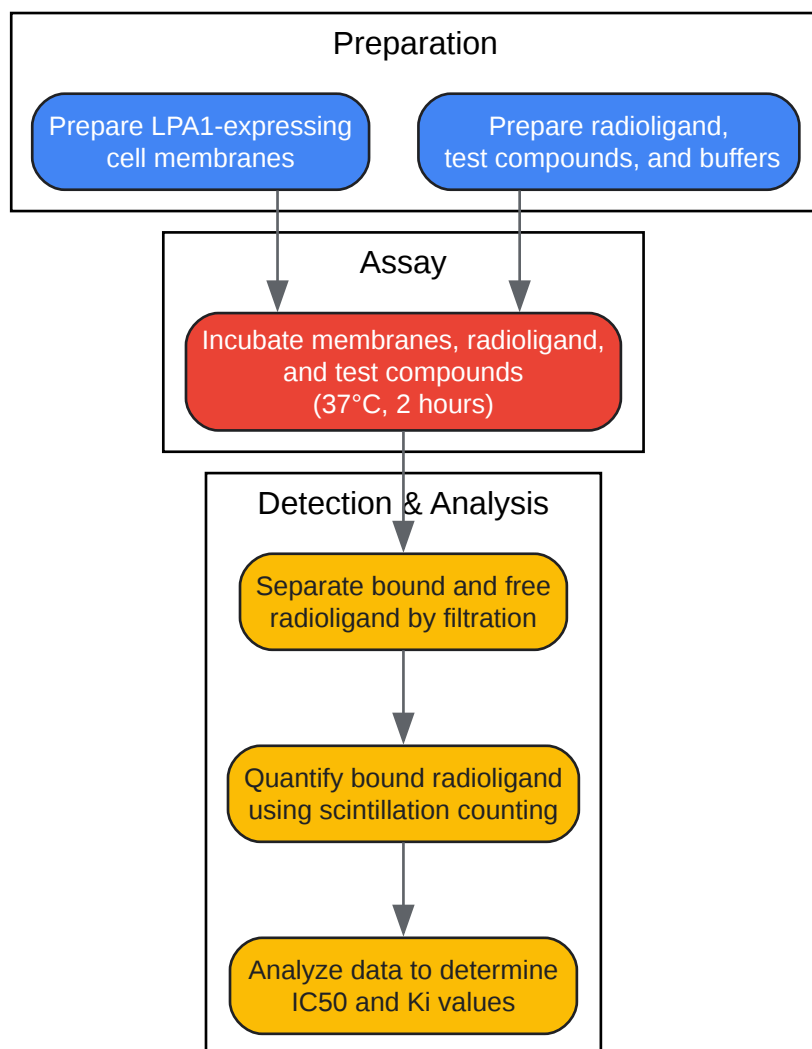 Preparation
Prepare LPA1-expressing
cell membranes
Prepare radioligand,
test compounds, and buffers
Assay
Incubate membranes, radioligand,
and test compounds
(37°C, 2 hours)
Detection & Analysis
Separate bound and free
radioligand by filtration
Quantify bound radioligand
using scintillation counting
Analyze data to determine
IC50 and Ki values